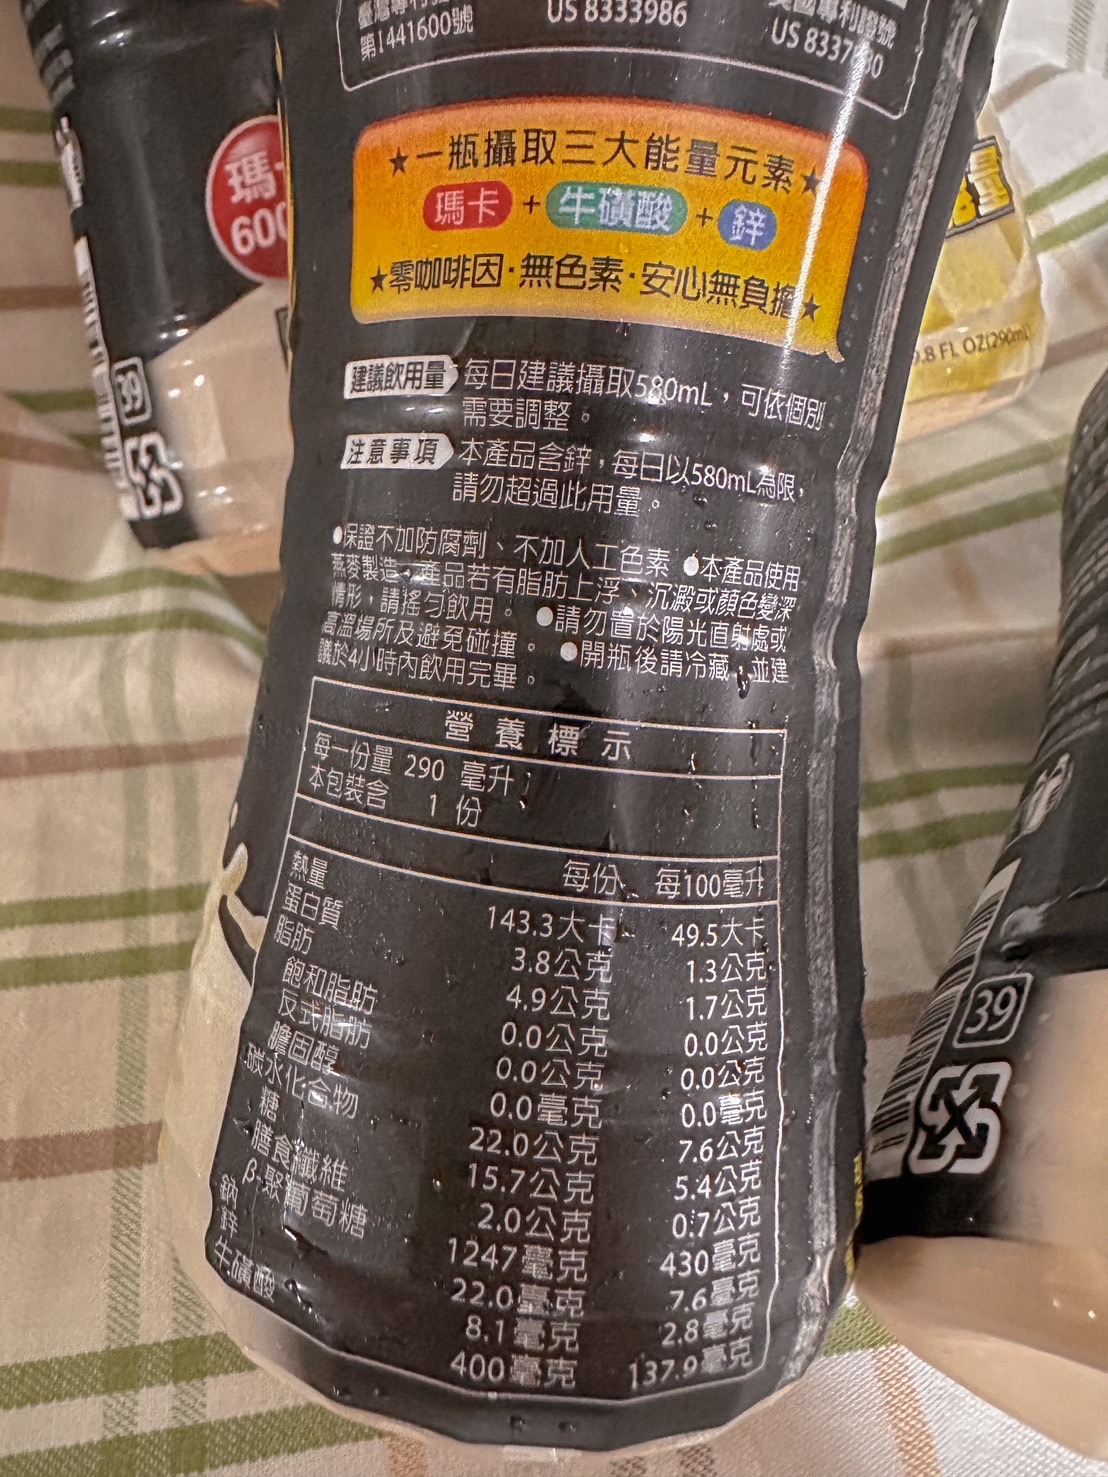 第I441600號
US 8333986
US 8337
★一瓶攝取三大能量元素★
瑪卡+牛磺酸+鋅
★零咖啡因·無色素·安心無負擔★
建議飲用量 每日建議攝取580mL,可依個別
需要調整。
注意事項 本產品含鋅,每日以580mL為限,
請勿超過此用量。
●保證不加防腐劑、不加人工色素 ●本產品使用
燕麥製造,產品若有脂肪上浮、沉澱或顏色變深
情形,請搖勻飲用。 ●請勿置於陽光直射處或
高溫場所及避免碰撞。 ●開瓶後請冷藏,並建
議於4小時內飲用完畢。
營養標示
每一份量 290 毫升
本包裝含 1 份
每份 每100毫升
熱量 143.3大卡 49.5大卡
蛋白質 3.8公克 1.3公克
脂肪 4.9公克 1.7公克
飽和脂肪 0.0公克 0.0公克
反式脂肪 0.0公克 0.0公克
膽固醇 0.0毫克 0.0毫克
碳水化合物 22.0公克 7.6公克
糖 15.7公克 5.4公克
膳食纖維 2.0公克 0.7公克
β-聚葡萄糖 1247毫克 430毫克
鈉 22.0毫克 7.6毫克
鋅 8.1毫克 2.8毫克
牛磺酸 400毫克 137.9毫克
瑪
600
39
量
.8 FL OZ(290mL)
39